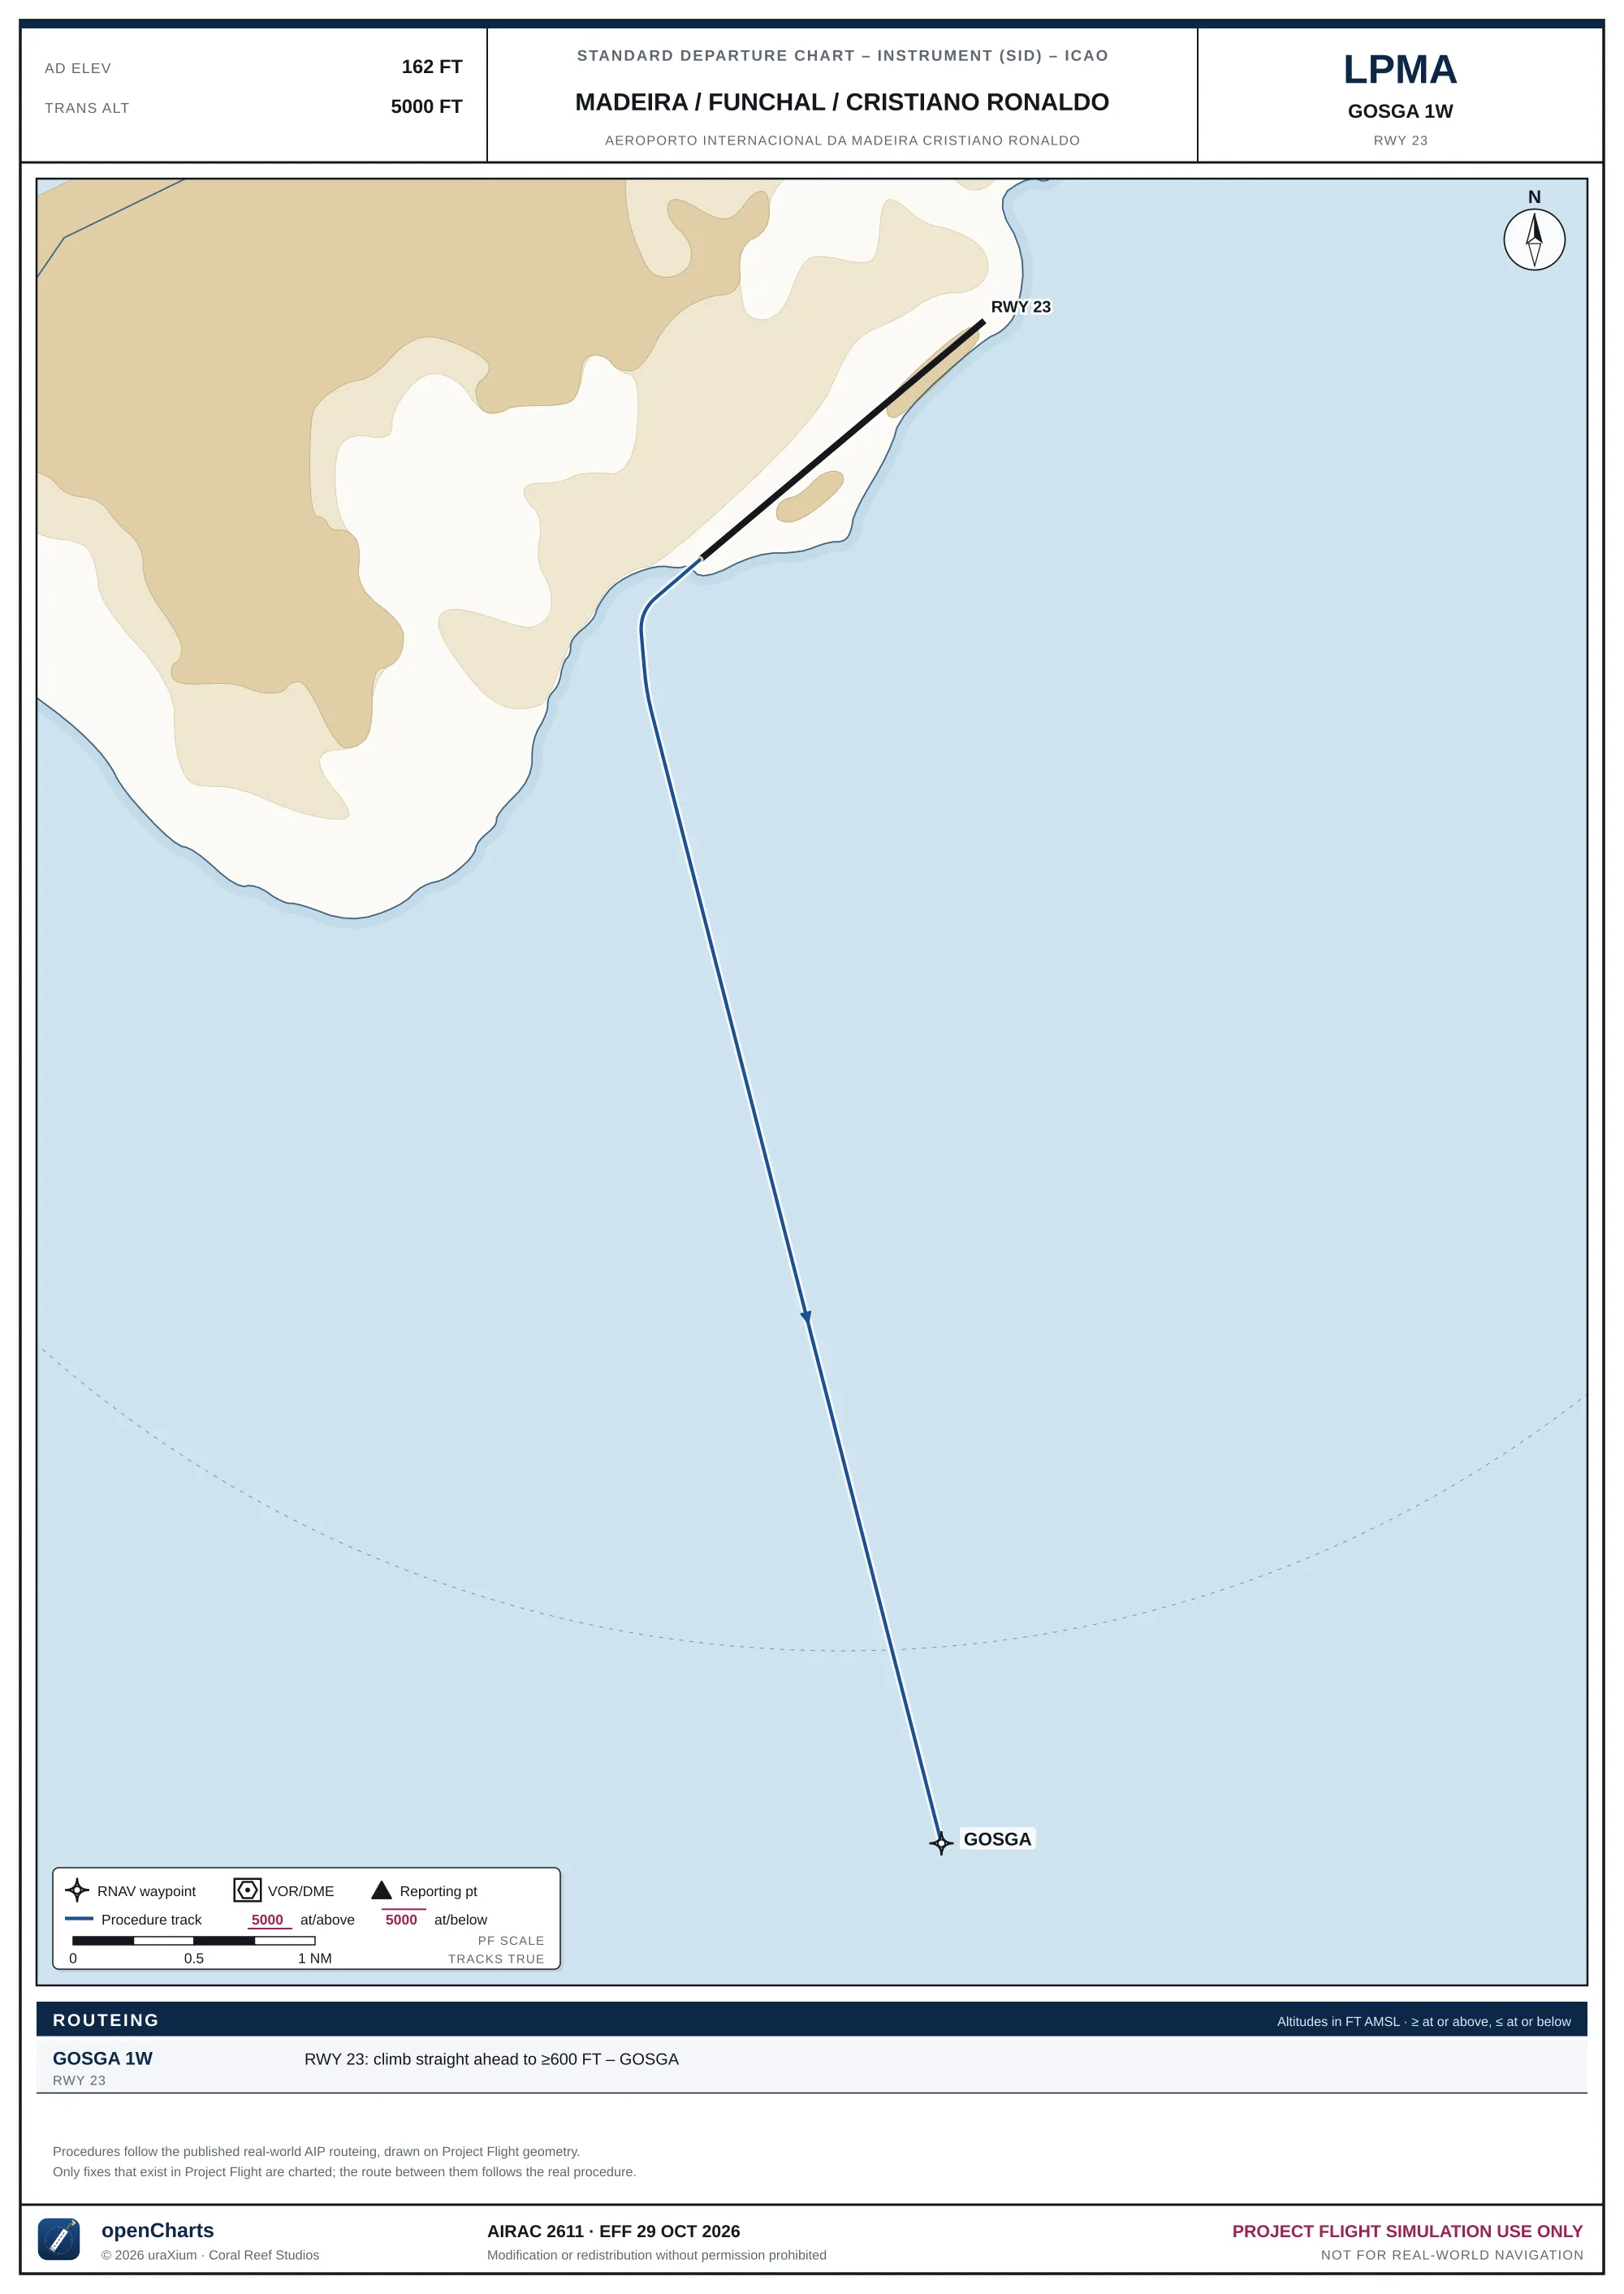 AD ELEV 162 FT
TRANS ALT 5000 FT
STANDARD DEPARTURE CHART – INSTRUMENT (SID) – ICAO
MADEIRA / FUNCHAL / CRISTIANO RONALDO
AEROPORTO INTERNACIONAL DA MADEIRA CRISTIANO RONALDO
LPMA
GOSGA 1W
RWY 23
N
RWY 23
GOSGA
RNAV waypoint VOR/DME Reporting pt
Procedure track 5000 at/above 5000 at/below
PF SCALE
0 0.5 1 NM TRACKS TRUE
ROUTEING Altitudes in FT AMSL · ≥ at or above, ≤ at or below
GOSGA 1W RWY 23: climb straight ahead to ≥600 FT – GOSGA
RWY 23
Procedures follow the published real-world AIP routeing, drawn on Project Flight geometry.
Only fixes that exist in Project Flight are charted; the route between them follows the real procedure.
openCharts
© 2026 uraXium · Coral Reef Studios
AIRAC 2611 · EFF 29 OCT 2026
Modification or redistribution without permission prohibited
PROJECT FLIGHT SIMULATION USE ONLY
NOT FOR REAL-WORLD NAVIGATION